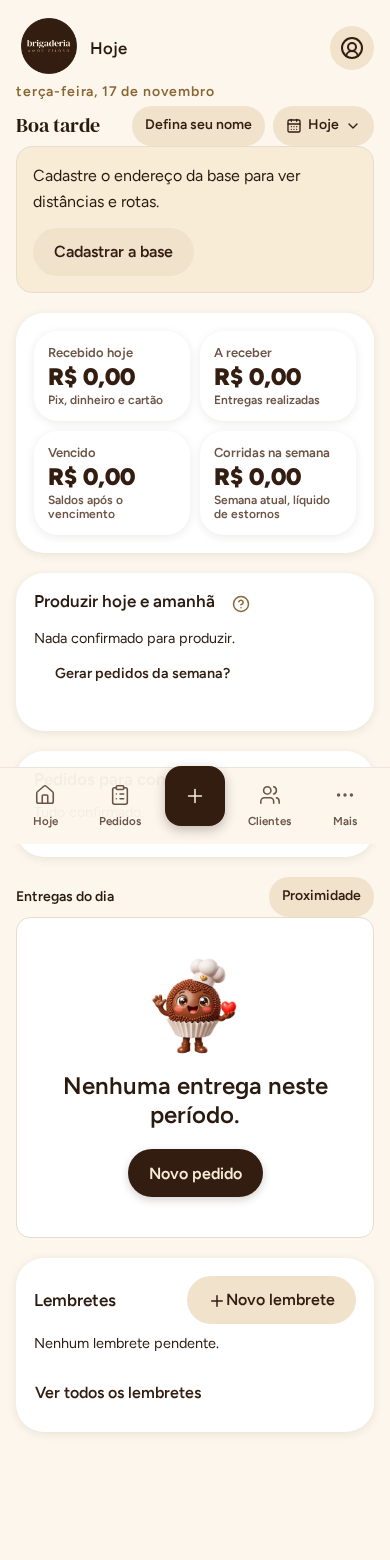 brigaderia
Hoje
terça-feira, 17 de novembro
Boa tarde
Defina seu nome
Hoje
Cadastre o endereço da base para ver
distâncias e rotas.
Cadastrar a base
Recebido hoje
R$ 0,00
Pix, dinheiro e cartão
A receber
R$ 0,00
Entregas realizadas
Vencido
R$ 0,00
Saldos após o
vencimento
Corridas na semana
R$ 0,00
Semana atual, líquido
de estornos
Produzir hoje e amanhã
Nada confirmado para produzir.
Gerar pedidos da semana?
Pedidos para con
Hoje
Pedidos
Clientes
Mais
Entregas do dia
Proximidade
Nenhuma entrega neste
período.
Novo pedido
Lembretes
Novo lembrete
Nenhum lembrete pendente.
Ver todos os lembretes